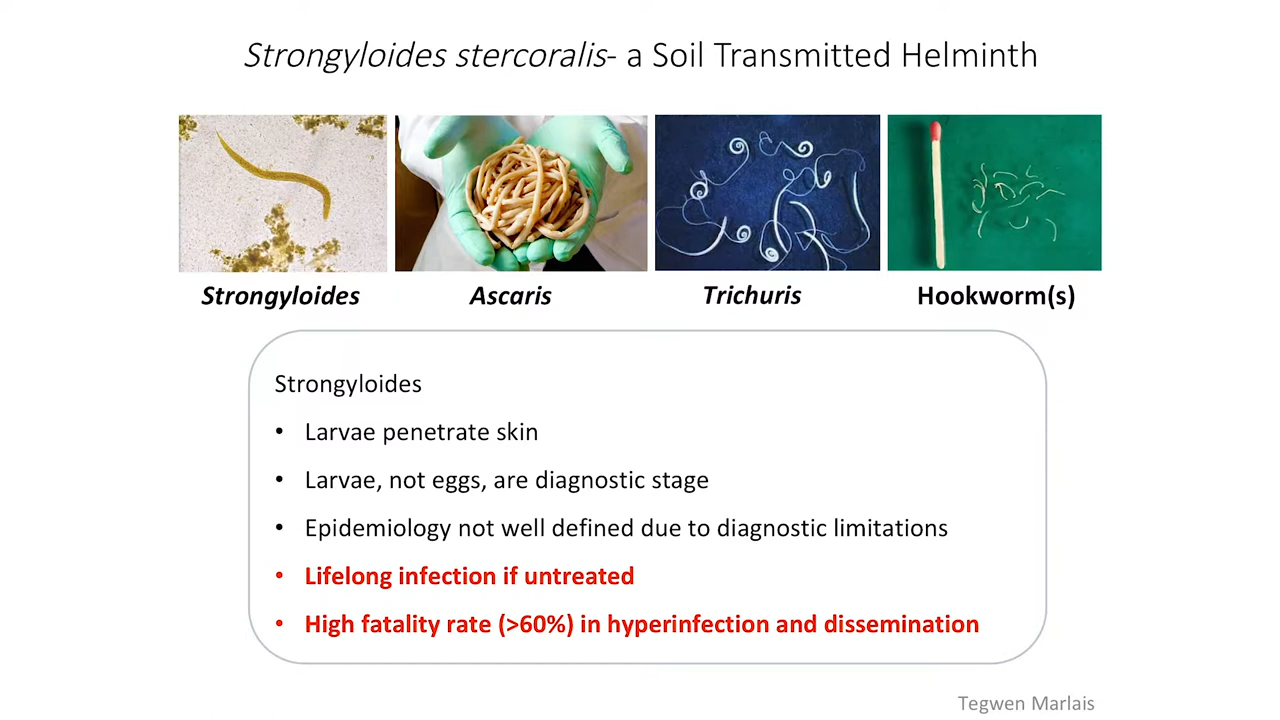 Strongyloides stercoralis- a Soil Transmitted Helminth
Strongyloides
Ascaris
Trichuris
Hookworm(s)
Strongyloides
• Larvae penetrate skin
• Larvae, not eggs, are diagnostic stage
• Epidemiology not well defined due to diagnostic limitations
• Lifelong infection if untreated
• High fatality rate (>60%) in hyperinfection and dissemination
Tegwen Marlais